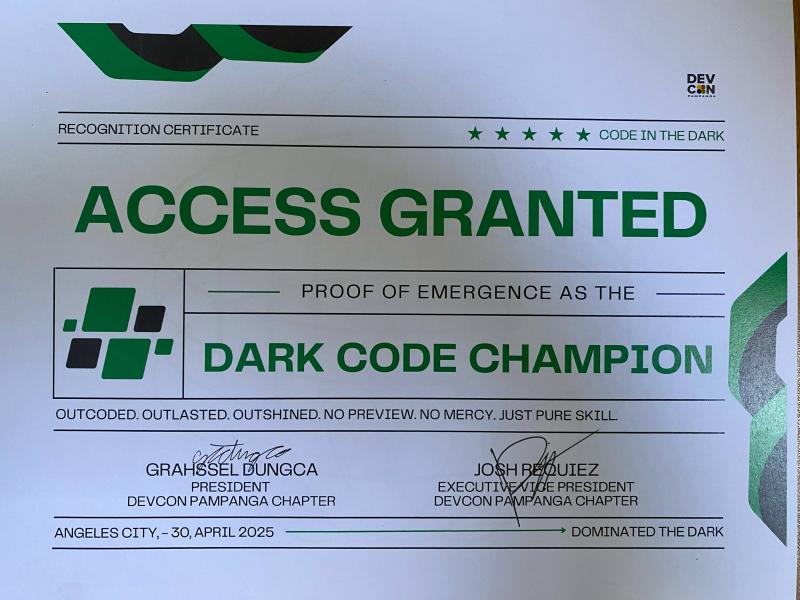 DEV
CON
PAMPANGA
RECOGNITION CERTIFICATE
★ ★ ★ ★ ★ CODE IN THE DARK
ACCESS GRANTED
PROOF OF EMERGENCE AS THE
DARK CODE CHAMPION
OUTCODED. OUTLASTED. OUTSHINED. NO PREVIEW. NO MERCY. JUST PURE SKILL.
GRAHSSEL DUNGCA
PRESIDENT
DEVCON PAMPANGA CHAPTER
JOSH REQUIEZ
EXECUTIVE VICE PRESIDENT
DEVCON PAMPANGA CHAPTER
ANGELES CITY, - 30, APRIL 2025
DOMINATED THE DARK